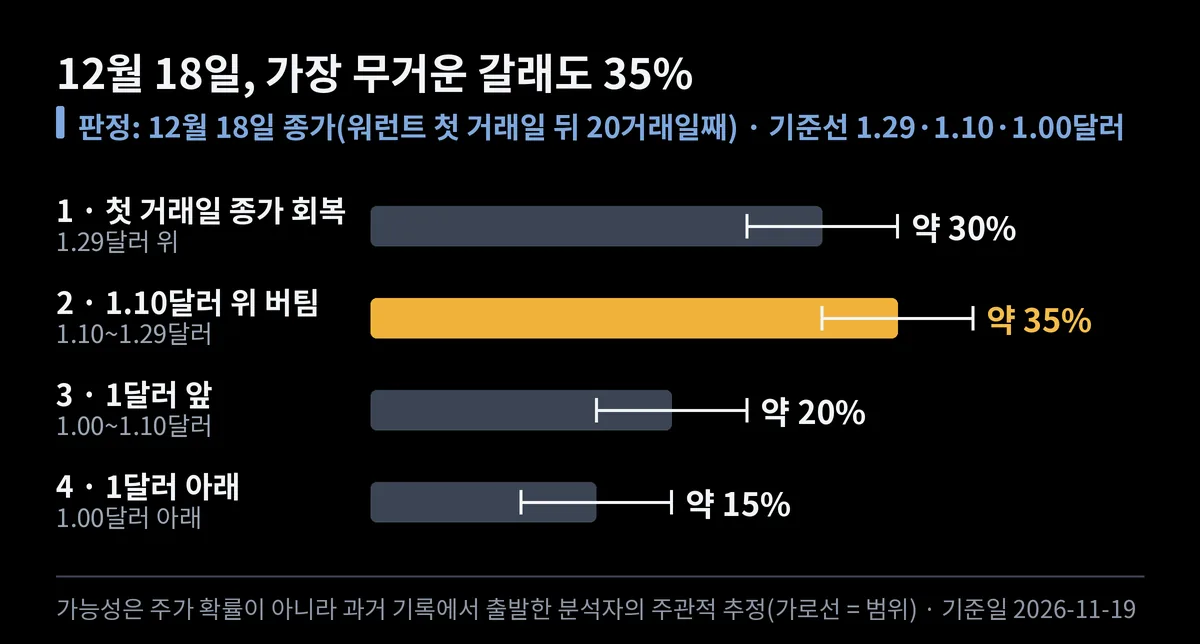 12월 18일, 가장 무거운 갈래도 35%
판정: 12월 18일 종가(워런트 첫 거래일 뒤 20거래일째) · 기준선 1.29·1.10·1.00달러
1 · 첫 거래일 종가 회복
1.29달러 위
약 30%
2 · 1.10달러 위 버팀
1.10~1.29달러
약 35%
3 · 1달러 앞
1.00~1.10달러
약 20%
4 · 1달러 아래
1.00달러 아래
약 15%
가능성은 주가 확률이 아니라 과거 기록에서 출발한 분석자의 주관적 추정(가로선 = 범위) · 기준일 2026-11-19